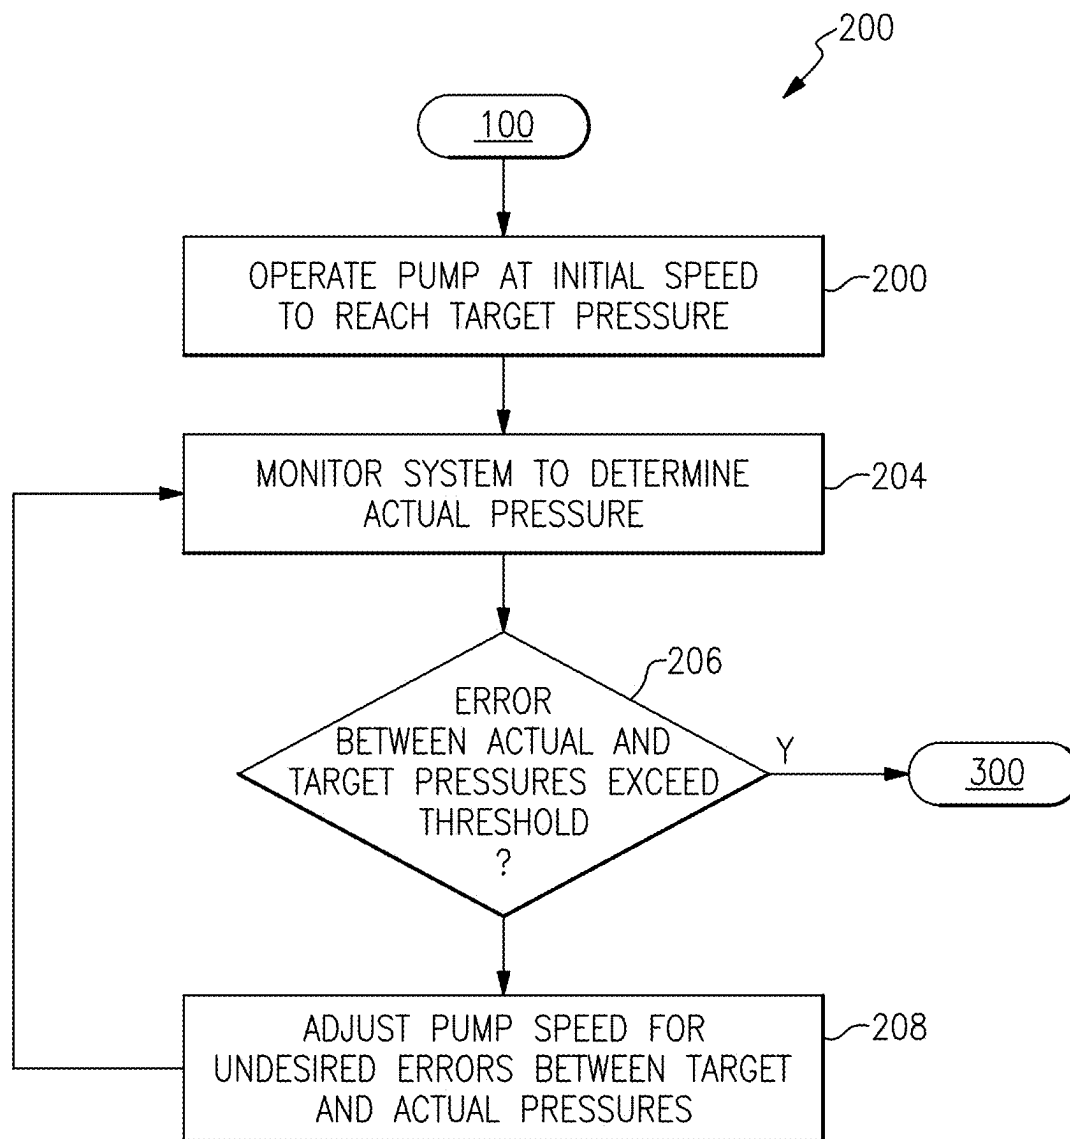 200
100
OPERATE PUMP AT INITIAL SPEED
TO REACH TARGET PRESSURE
200
MONITOR SYSTEM TO DETERMINE
ACTUAL PRESSURE
204
206
ERROR
BETWEEN ACTUAL AND
TARGET PRESSURES EXCEED
THRESHOLD
?
Y
300
ADJUST PUMP SPEED FOR
UNDESIRED ERRORS BETWEEN TARGET
AND ACTUAL PRESSURES
208